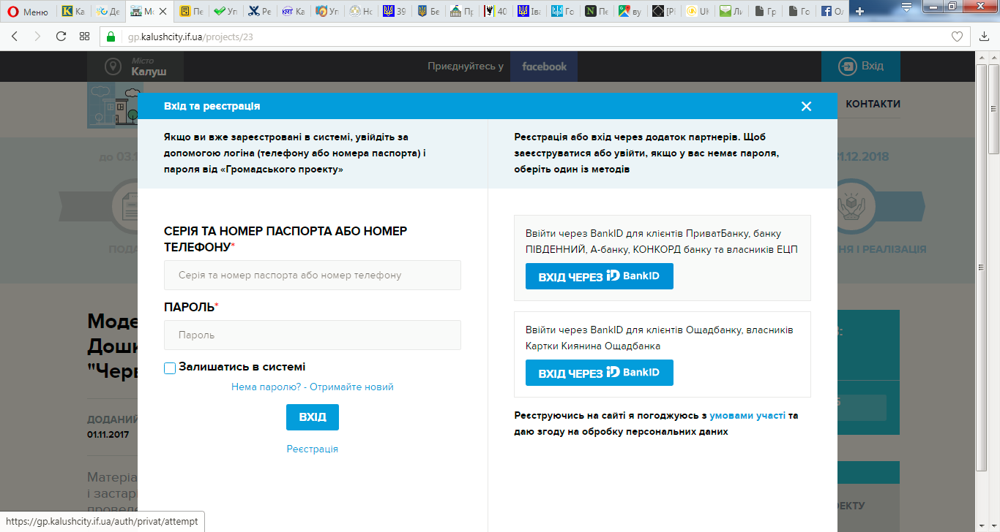 Меню
Ка
Де
Мо
Пе
Уп
Ре
Ка
Уп
Но
39
Бе
Пр
40
Іва
Го
Пе
ву
[Р
UK
Ли
Гр
Го
Ол
gp.kalushcity.if.ua/projects/23
Місто
Калуш
Приєднуйтесь у
facebook
Вхід
КОНТАКТИ
Вхід та реєстрація
Якщо ви вже зареєстровані в системі, увійдіть за
допомогою логіна (телефону або номера паспорта) і
пароля від «Громадського проекту»
Реєстрація або вхід через додаток партнерів. Щоб
заеєструватися або увійти, якщо у вас немає пароля,
оберіть один із методів
до 03.1
31.12.2018
ПОДА
НЯ І РЕАЛІЗАЦІЯ
СЕРІЯ ТА НОМЕР ПАСПОРТА АБО НОМЕР
ТЕЛЕФОНУ*
Серія та номер паспорта або номер телефону
ПАРОЛЬ*
Пароль
Залишатись в системі
Нема паролю? - Отримайте новий
ВХІД
Реєстрація
Ввійти через BankID для клієнтів ПриватБанку, банку
ПІВДЕННИЙ, А-банку, КОНКОРД банку та власників ЕЦП
ВХІД ЧЕРЕЗ iD BankID
Ввійти через BankID для клієнтів Ощадбанку, власників
Картки Киянина Ощадбанка
ВХІД ЧЕРЕЗ iD BankID
Реєструючись на сайті я погоджуюсь з умовами участі та
даю згоду на обробку персональних даних
Моде
Дошк
"Черв
ДОДАНИЙ
01.11.2017
Матеріа
і застар
проведе
ЕКТУ
https://gp.kalushcity.if.ua/auth/privat/attempt